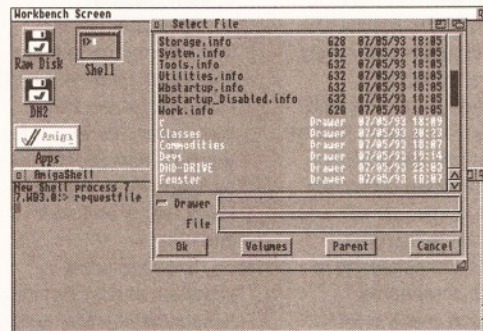 Workbench Screen
Select File
Ram Disk
Shell
DH2
Amiga
Apps
Storage.info 628 07/05/93 18:05
System.info 632 07/05/93 18:05
Tools.info 632 07/05/93 18:05
Utilities.info 632 07/05/93 18:05
Wbstartup.info 632 07/05/93 18:05
Wbstartup_Disabled.info 632 07/05/93 18:05
Work.info 628 07/05/93 18:05
c Drawer 07/05/93 18:09
Classes Drawer 07/05/93 20:23
Commodities Drawer 07/05/93 18:07
Devs Drawer 07/05/93 19:14
DHD-DRIVE Drawer 07/05/93 22:03
Fenster Drawer 07/05/93 18:07
Drawer
File
Ok Volumes Parent Cancel
AmigaShell
New Shell process 7
7.WB3.0:> requestfile